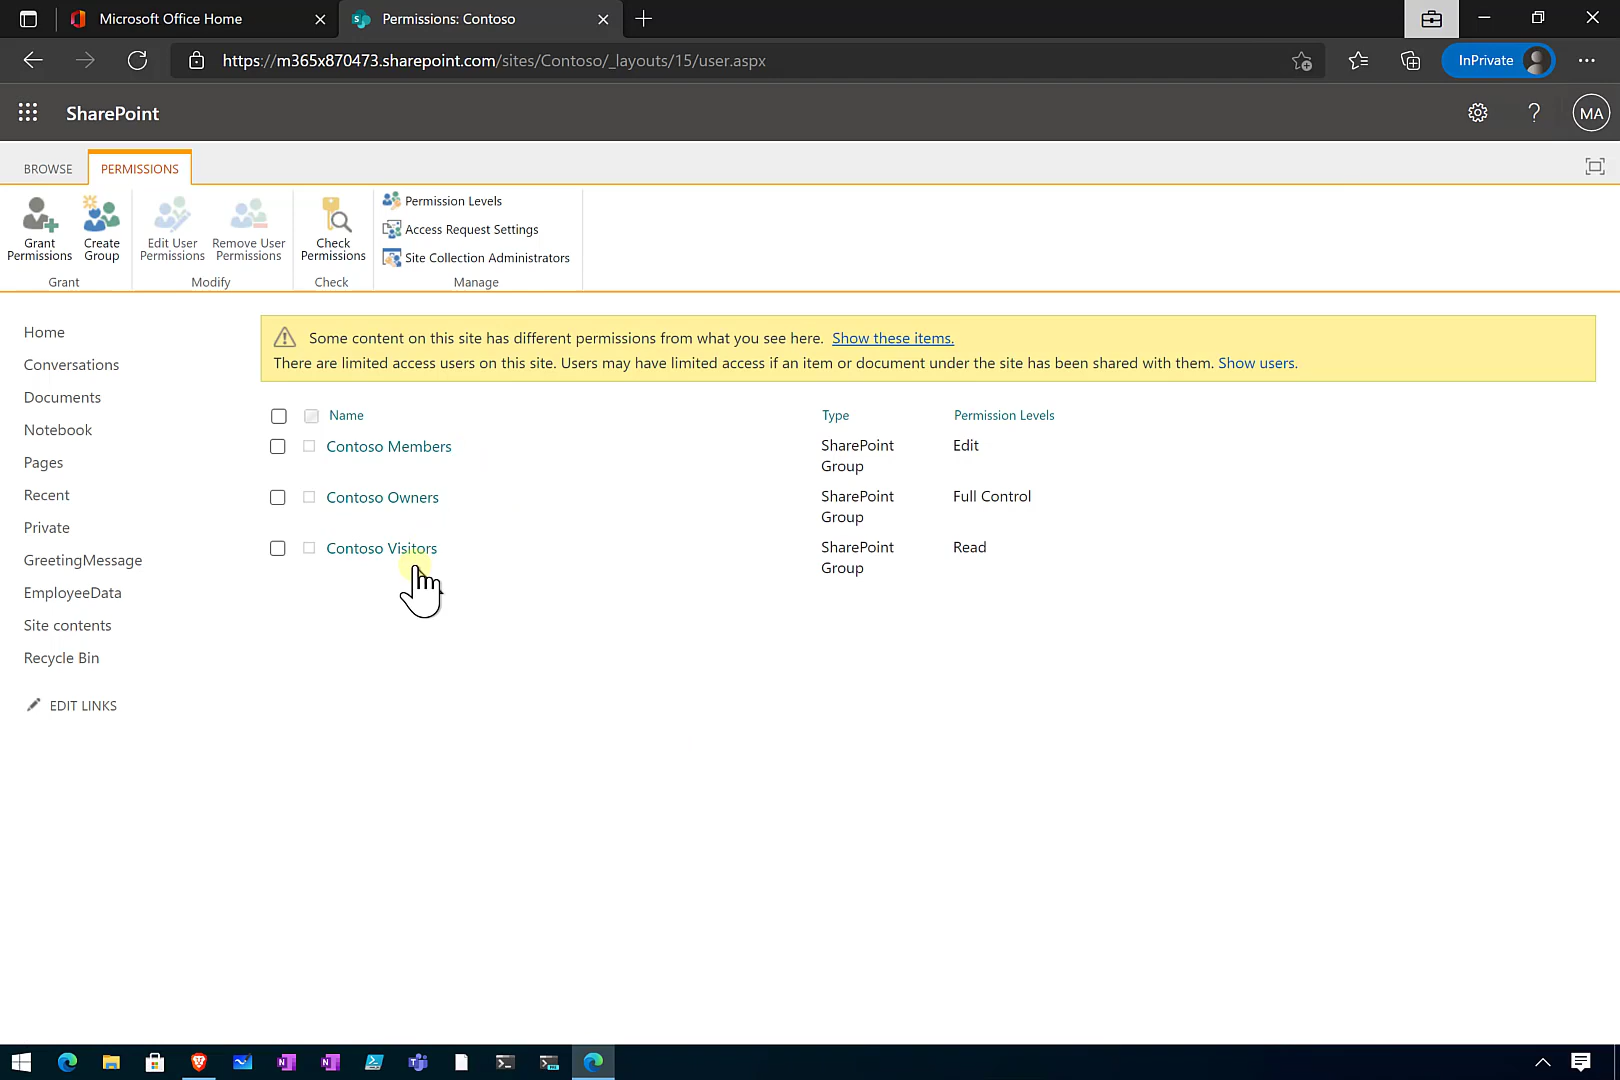 Microsoft Office Home
Permissions: Contoso
https://m365x870473.sharepoint.com/sites/Contoso/_layouts/15/user.aspx
InPrivate
SharePoint
?
MA
BROWSE
PERMISSIONS
Grant
Permissions
Create
Group
Edit User
Permissions
Remove User
Permissions
Check
Permissions
Permission Levels
Access Request Settings
Site Collection Administrators
Grant
Modify
Check
Manage
Home
Conversations
Documents
Notebook
Pages
Recent
Private
GreetingMessage
EmployeeData
Site contents
Recycle Bin
EDIT LINKS
Some content on this site has different permissions from what you see here. Show these items.
There are limited access users on this site. Users may have limited access if an item or document under the site has been shared with them. Show users.
Name
Type
Permission Levels
Contoso Members
SharePoint
Group
Edit
Contoso Owners
SharePoint
Group
Full Control
Contoso Visitors
SharePoint
Group
Read